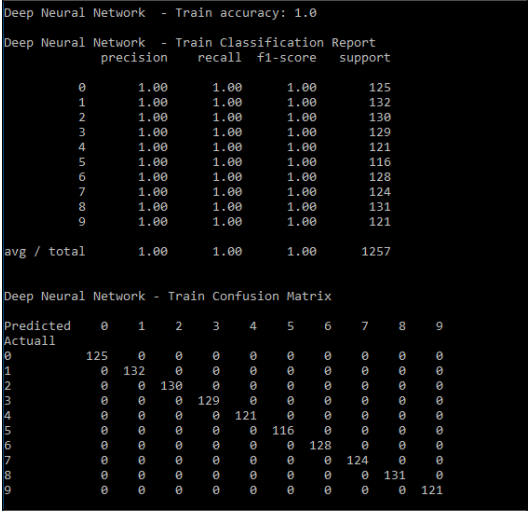 Deep Neural Network  - Train accuracy: 1.0
Deep Neural Network  - Train Classification Report
precision    recall  f1-score   support
0       1.00      1.00      1.00       125
1       1.00      1.00      1.00       132
2       1.00      1.00      1.00       130
3       1.00      1.00      1.00       129
4       1.00      1.00      1.00       121
5       1.00      1.00      1.00       116
6       1.00      1.00      1.00       128
7       1.00      1.00      1.00       124
8       1.00      1.00      1.00       131
9       1.00      1.00      1.00       121
avg / total       1.00      1.00      1.00      1257
Deep Neural Network - Train Confusion Matrix
Predicted    0    1    2    3    4    5    6    7    8    9
Actuall
0          125    0    0    0    0    0    0    0    0    0
1            0  132    0    0    0    0    0    0    0    0
2            0    0  130    0    0    0    0    0    0    0
3            0    0    0  129    0    0    0    0    0    0
4            0    0    0    0  121    0    0    0    0    0
5            0    0    0    0    0  116    0    0    0    0
6            0    0    0    0    0    0  128    0    0    0
7            0    0    0    0    0    0    0  124    0    0
8            0    0    0    0    0    0    0    0  131    0
9            0    0    0    0    0    0    0    0    0  121